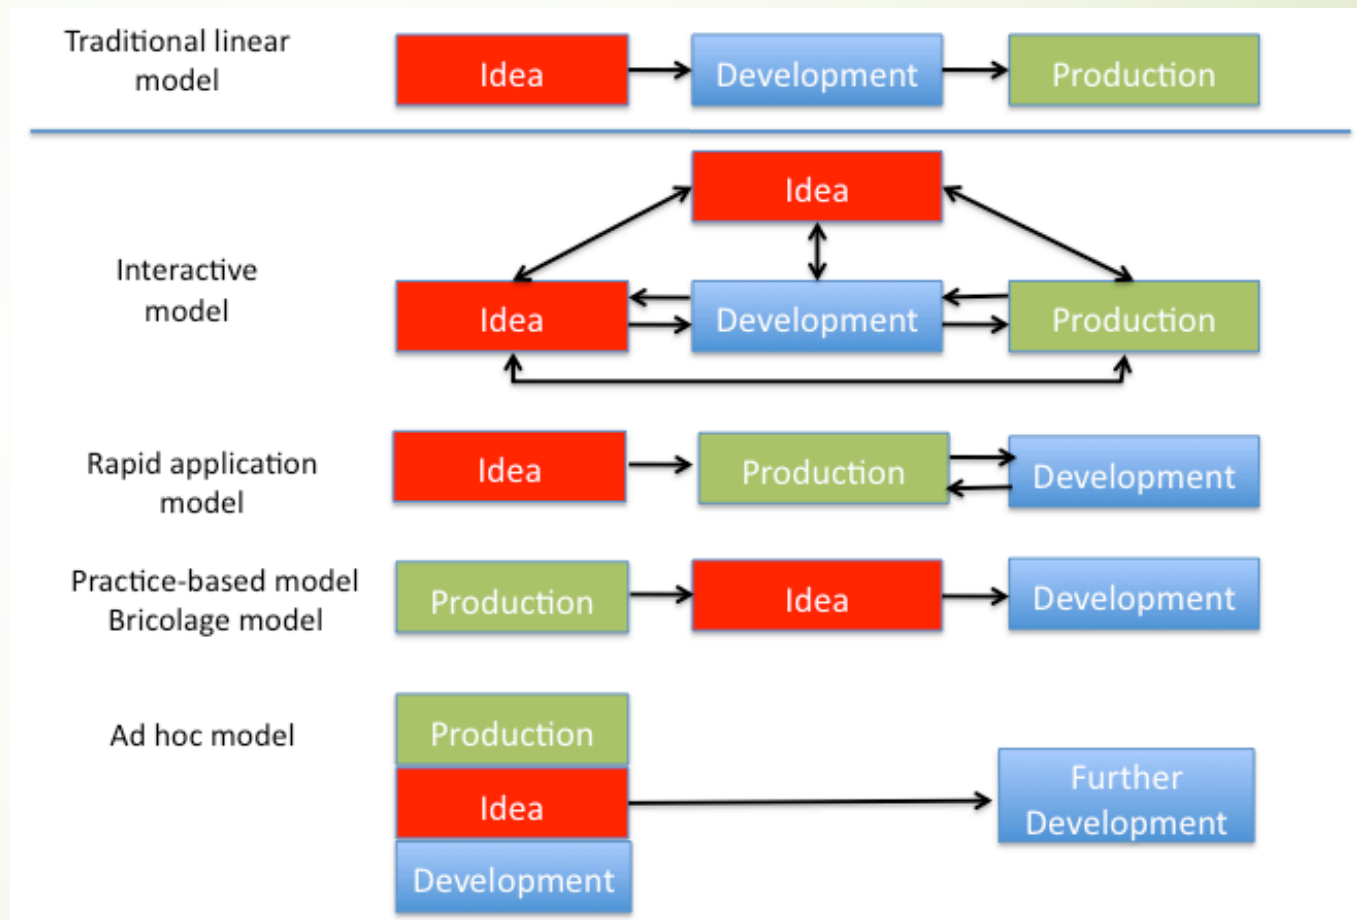 Traditional linear
model
Idea
Development
Production
Idea
Interactive
model
Idea
Development
Production
Rapid application
model
Idea
Production
Development
Practice-based model
Bricolage model
Production
Idea
Development
Ad hoc model
Production
Idea
Development
Further
Development